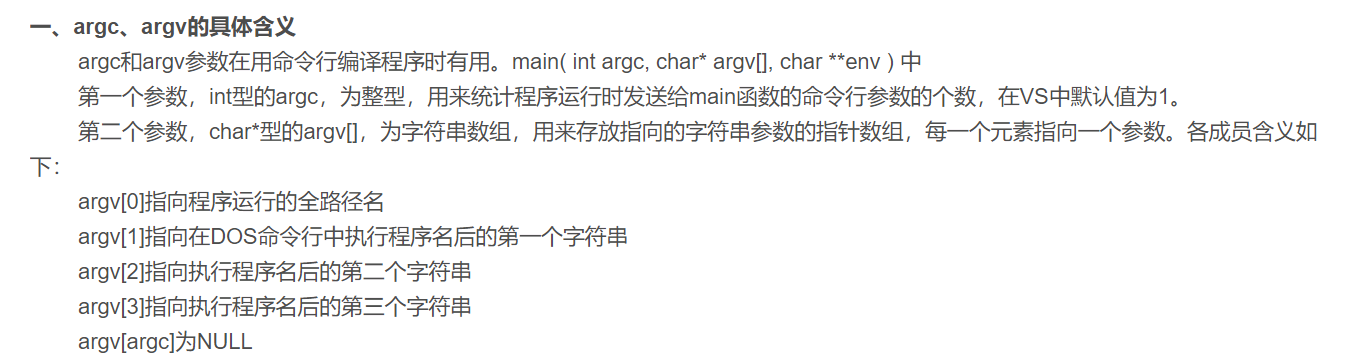 一、argc、argv的具体含义
argc和argv参数在用命令行编译程序时有用。main( int argc, char* argv[], char **env ) 中
第一个参数，int型的argc，为整型，用来统计程序运行时发送给main函数的命令行参数的个数，在VS中默认值为1。
第二个参数，char*型的argv[]，为字符串数组，用来存放指向的字符串参数的指针数组，每一个元素指向一个参数。各成员含义如
下：
argv[0]指向程序运行的全路径名
argv[1]指向在DOS命令行中执行程序名后的第一个字符串
argv[2]指向执行程序名后的第二个字符串
argv[3]指向执行程序名后的第三个字符串
argv[argc]为NULL